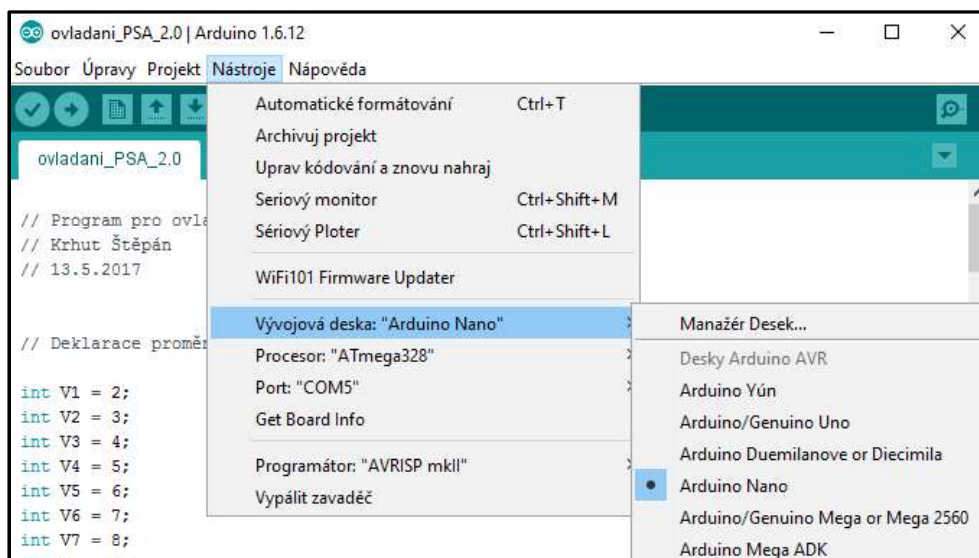 ovladani_PSA_2.0 | Arduino 1.6.12
Soubor Úpravy Projekt Nástroje Nápověda
ovladani_PSA_2.0
// Program pro
// Krhut Štěpán
// 13.5.2017
// Deklarace
int V1 = 2;
int V2 = 3;
int V3 = 4;
int V4 = 5;
int V5 = 6;
int V6 = 7;
int V7 = 8;
Automatické formátování Ctrl+T
Archivuj projekt
Uprav kódování a znovu nahraj
Seriový monitor Ctrl+Shift+M
Sériový Ploter Ctrl+Shift+L
WiFi101 Firmware Updater
Vývojová deska: "Arduino Nano"
Procesor: "ATmega328"
Port: "COM5"
Get Board Info
Programátor: "AVRISP mkII"
Vypálit zavaděč
Manažér Desek...
Desky Arduino AVR
Arduino Yún
Arduino/Genuino Uno
Arduino Duemilanove or Diecimila
Arduino Nano
Arduino/Genuino Mega or Mega 2560
Arduino Mega ADK